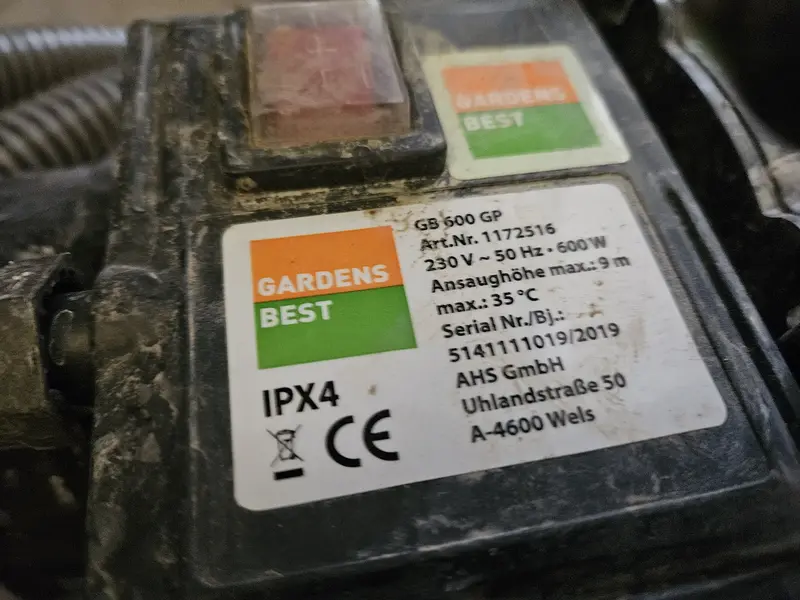 GARDENS
BEST
GARDENS
BEST
IPX4
CE
GB 600 GP
Art.Nr. 1172516
230 V ~ 50 Hz • 600 W
Ansaughöhe max.: 9 m
max.: 35 °C
Serial Nr./Bj.:
5141111019/2019
AHS GmbH
Uhlandstraße 50
A-4600 Wels